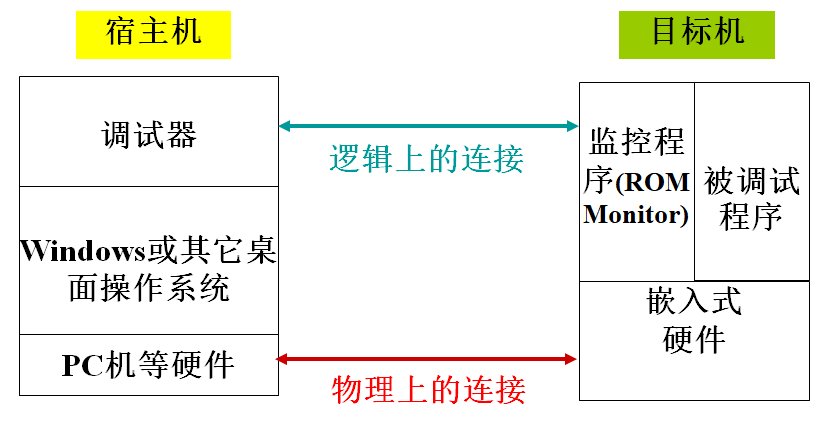 宿主机
目标机
调试器
逻辑上的连接
监控程
序(ROM
Monitor)
被调试
程序
Windows或其它桌
面操作系统
嵌入式
硬件
PC机等硬件
物理上的连接